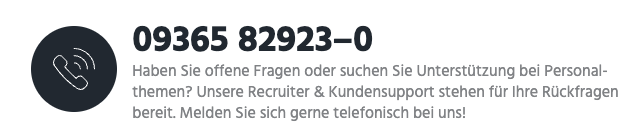 09365 82923–0
Haben Sie offene Fragen oder suchen Sie Unterstützung bei Personal-
themen? Unsere Recruiter & Kundensupport stehen für Ihre Rückfragen
bereit. Melden Sie sich gerne telefonisch bei uns!